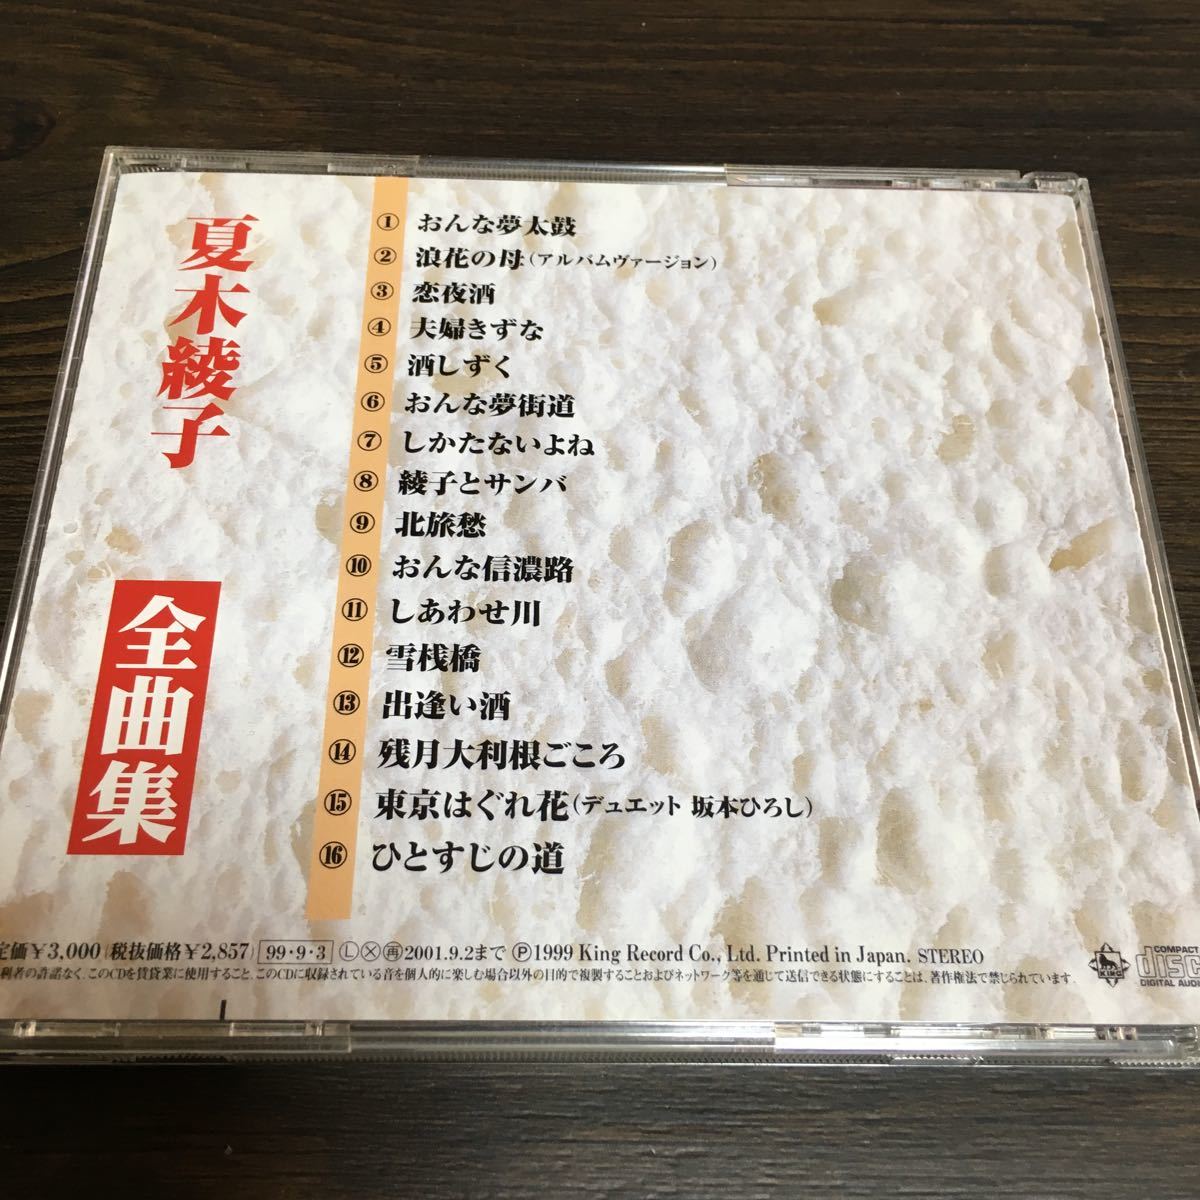 夏木綾子
全曲集
① おんな夢太鼓
② 浪花の母(アルバムヴァージョン)
③ 恋夜酒
④ 夫婦きずな
⑤ 酒しずく
⑥ おんな夢街道
⑦ しかたないよね
⑧ 綾子とサンバ
⑨ 北旅愁
⑩ おんな信濃路
⑪ しあわせ川
⑫ 雪桟橋
⑬ 出逢い酒
⑭ 残月大利根ごころ
⑮ 東京はぐれ花(デュエット 坂本ひろし)
⑯ ひとすじの道
定価¥3,000(税抜価格¥2,857) 99・9・3 Ⓛ Ⓧ 再 2001.9.2まで Ⓟ1999 King Record Co., Ltd. Printed in Japan. STEREO
利者の許諾なく、このCDを賃貸業に使用すること、このCDに収録されている音を個人的に楽しむ場合以外の目的で複製することおよびネットワーク等を通じて送信できる状態にすることは、著作権法で禁じられています。
KING
COMPACT
disc
DIGITAL AUDIO